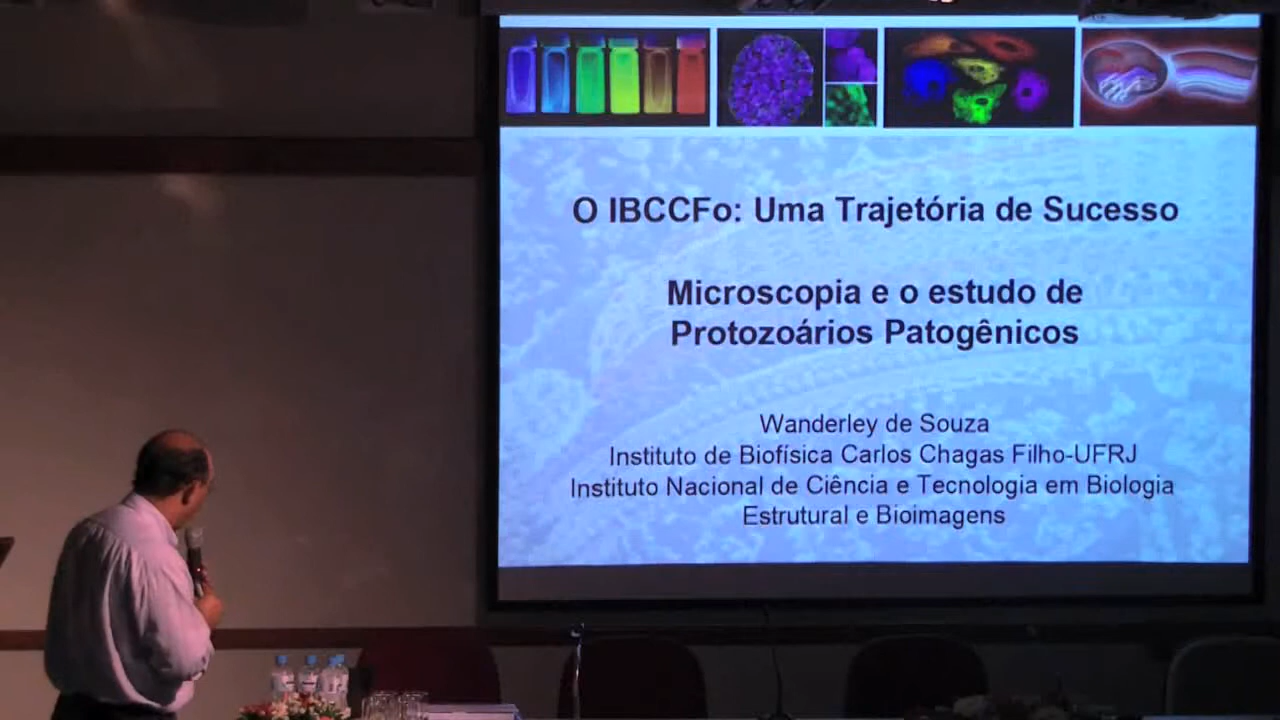 O IBCCFo: Uma Trajetória de Sucesso
Microscopia e o estudo de
Protozoários Patogênicos
Wanderley de Souza
Instituto de Biofísica Carlos Chagas Filho-UFRJ
Instituto Nacional de Ciência e Tecnologia em Biologia
Estrutural e Bioimagens